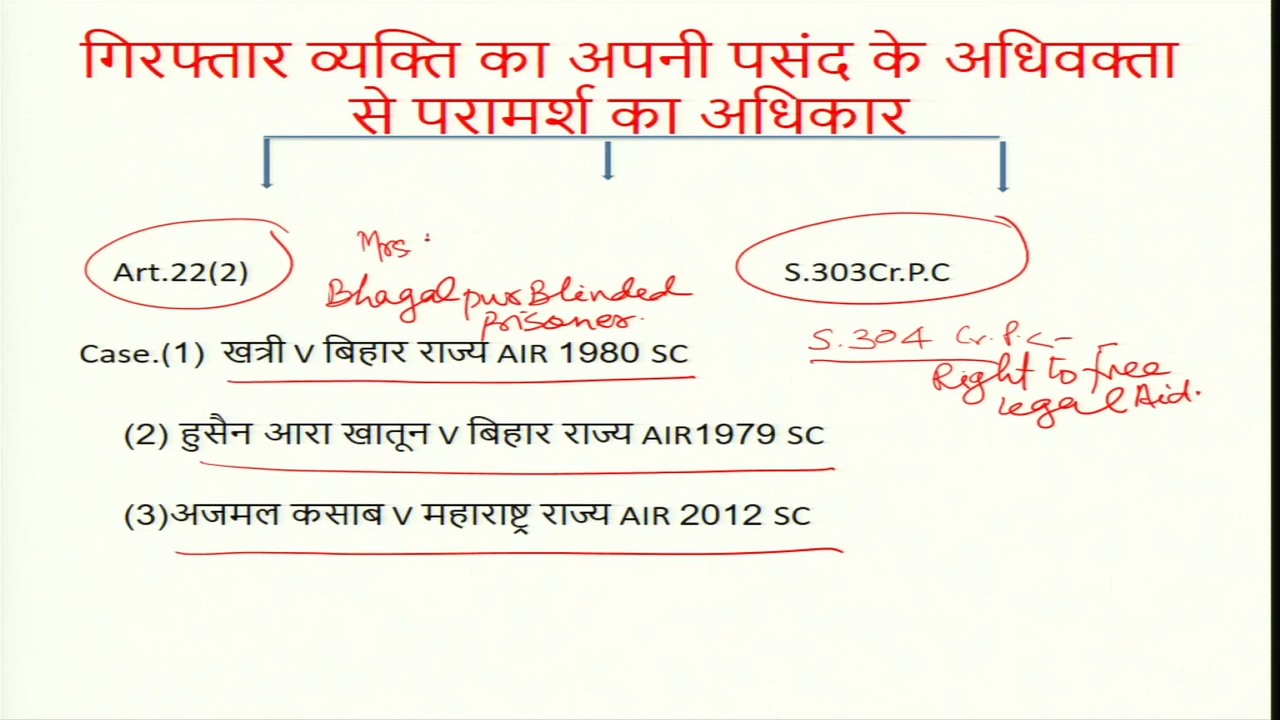 गिरफ्तार व्यक्ति का अपनी पसंद के अधिवक्ता
से परामर्श का अधिकार
Art.22(2)
Mrs :
Bhagalpur Blinded
Prisoner.
S.303Cr.P.C
S.304 Cr.P.C -
Right to free
legal Aid.
Case.(1) खत्री V बिहार राज्य AIR 1980 SC
(2) हुसैन आरा खातून V बिहार राज्य AIR1979 SC
(3)अजमल कसाब V महाराष्ट्र राज्य AIR 2012 SC